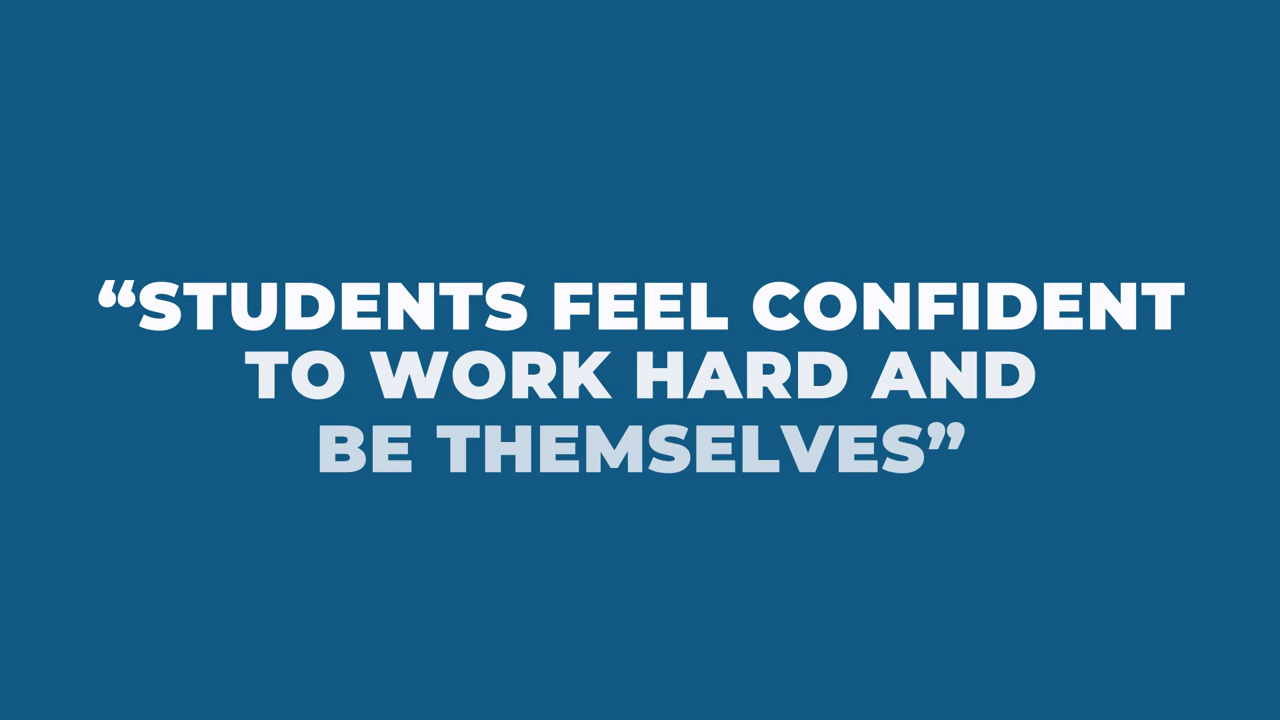 “STUDENTS FEEL CONFIDENT
TO WORK HARD AND
BE THEMSELVES”